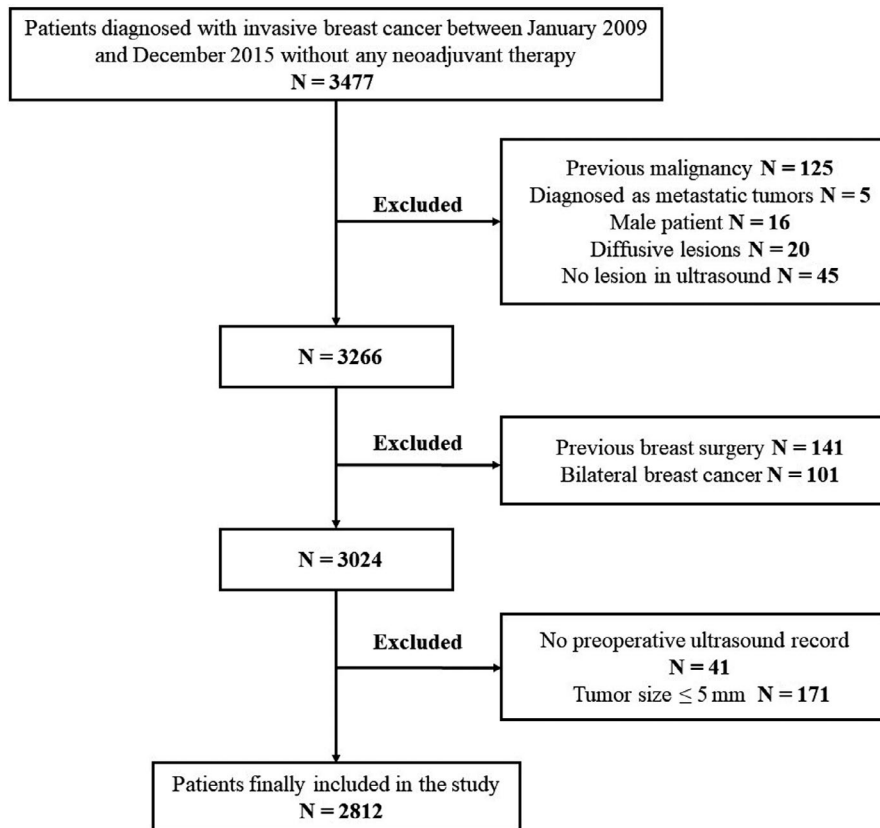 Patients diagnosed with invasive breast cancer between January 2009
and December 2015 without any neoadjuvant therapy
N = 3477
Excluded
Previous malignancy N = 125
Diagnosed as metastatic tumors N = 5
Male patient N = 16
Diffusive lesions N = 20
No lesion in ultrasound N = 45
N = 3266
Excluded
Previous breast surgery N = 141
Bilateral breast cancer N = 101
N = 3024
Excluded
No preoperative ultrasound record
N = 41
Tumor size ≤ 5 mm N = 171
Patients finally included in the study
N = 2812